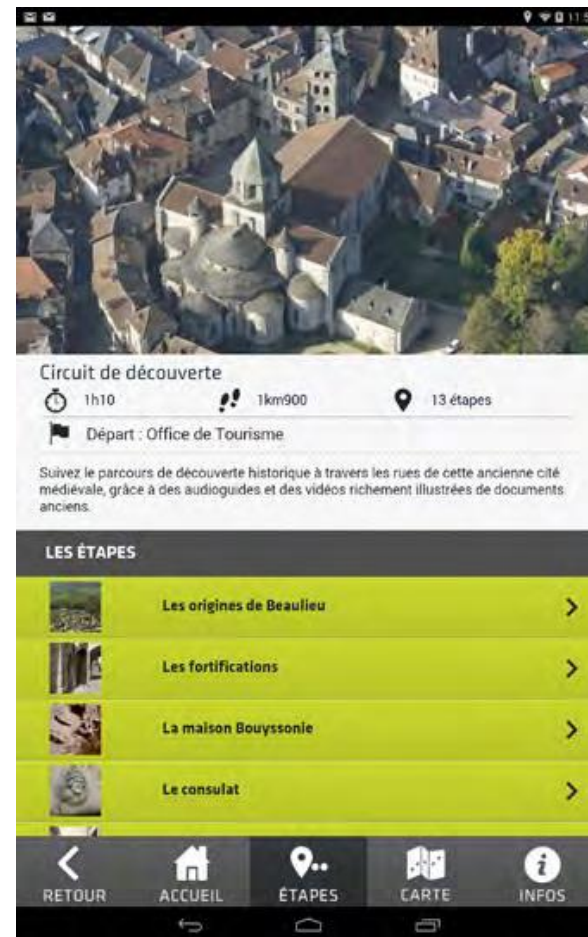 Circuit de découverte
1h10 1km900 13 étapes
Départ : Office de Tourisme
Suivez le parcours de découverte historique à travers les rues de cette ancienne cité
médiévale, grâce à des audioguides et des vidéos richement illustrées de documents
anciens.
LES ÉTAPES
Les origines de Beaulieu
Les fortifications
La maison Bouyssonie
Le consulat
RETOUR ACCUEIL ÉTAPES CARTE INFOS